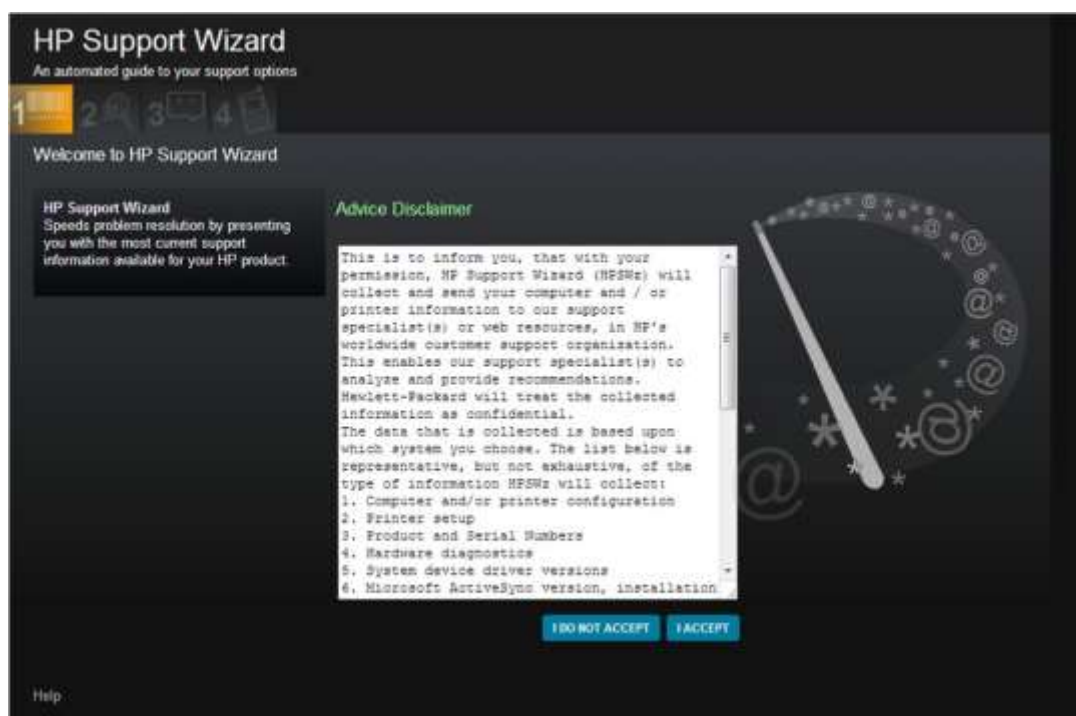 HP Support Wizard
An automated guide to your support options
1 2 3 4
Welcome to HP Support Wizard
HP Support Wizard
Speeds problem resolution by presenting
you with the most current support
information available for your HP product.
Advice Disclaimer
This is to inform you, that with your
permission, HP Support Wizard (HPSWz) will
collect and send your computer and / or
printer information to our support
specialist(s) or web resources, in HP's
worldwide customer support organization.
This enables our support specialist(s) to
analyze and provide recommendations.
Hewlett-Packard will treat the collected
information as confidential.
The data that is collected is based upon
which system you choose. The list below is
representative, but not exhaustive, of the
type of information HPSWz will collect:
1. Computer and/or printer configuration
2. Printer setup
3. Product and Serial Numbers
4. Hardware diagnostics
5. System device driver versions
6. Microsoft ActiveSync version, installation
I DO NOT ACCEPT I ACCEPT
Help